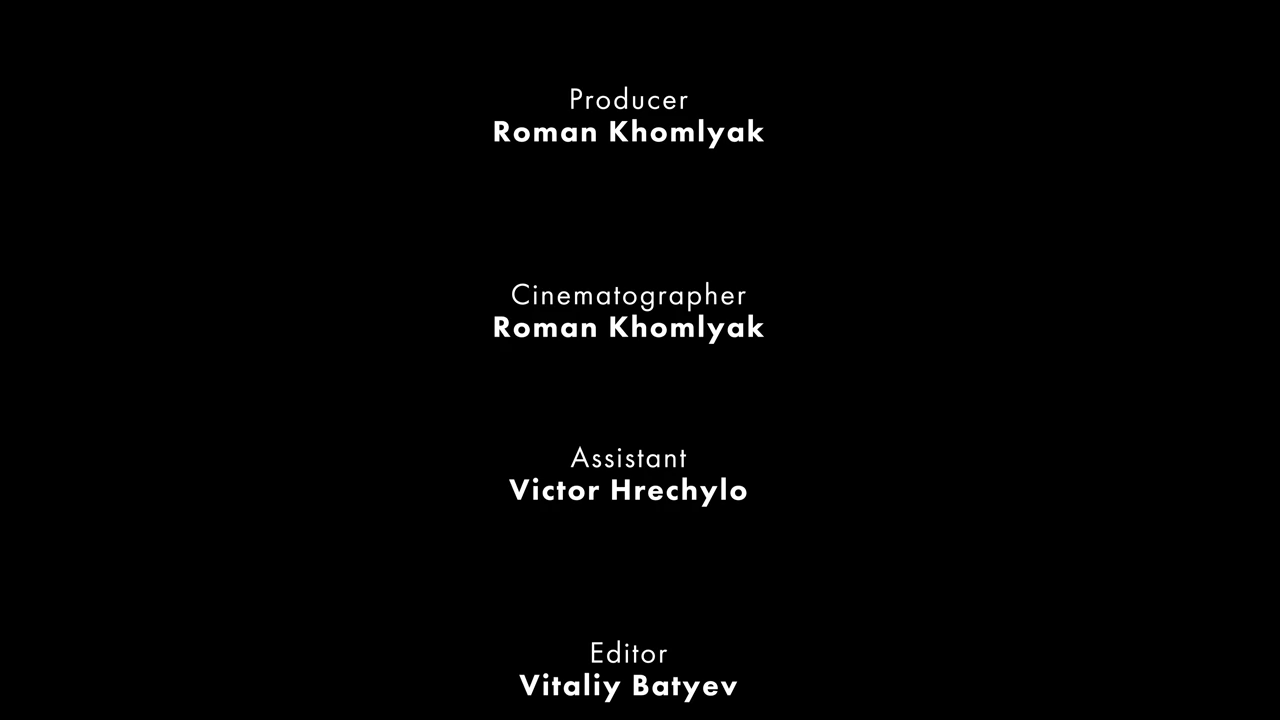 Producer
Roman Khomlyak
Cinematographer
Roman Khomlyak
Assistant
Victor Hrechylo
Editor
Vitaliy Batyev